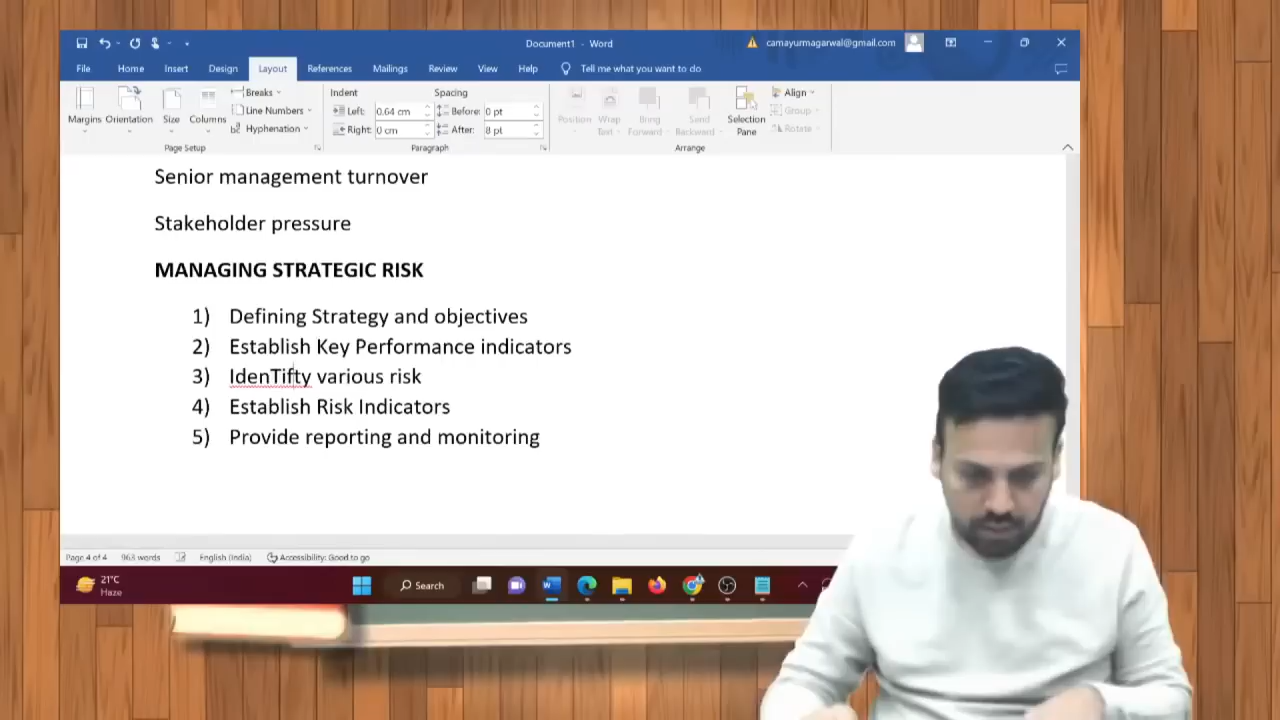 Document1 - Word
camayurmagarwal@gmail.com
File Home Insert Design Layout References Mailings Review View Help Tell me what you want to do
Margins Orientation Size Columns
Breaks
Line Numbers
Hyphenation
Page Setup
Indent
Left: 0.64 cm
Right: 0 cm
Spacing
Before: 0 pt
After: 8 pt
Paragraph
Position Wrap Text Bring Forward Send Backward Selection Pane
Align
Group
Rotate
Arrange
Senior management turnover
Stakeholder pressure
MANAGING STRATEGIC RISK
1) Defining Strategy and objectives
2) Establish Key Performance indicators
3) IdenTifty various risk
4) Establish Risk Indicators
5) Provide reporting and monitoring
Page 4 of 4 963 words English (India) Accessibility: Good to go
21°C
Haze
Search